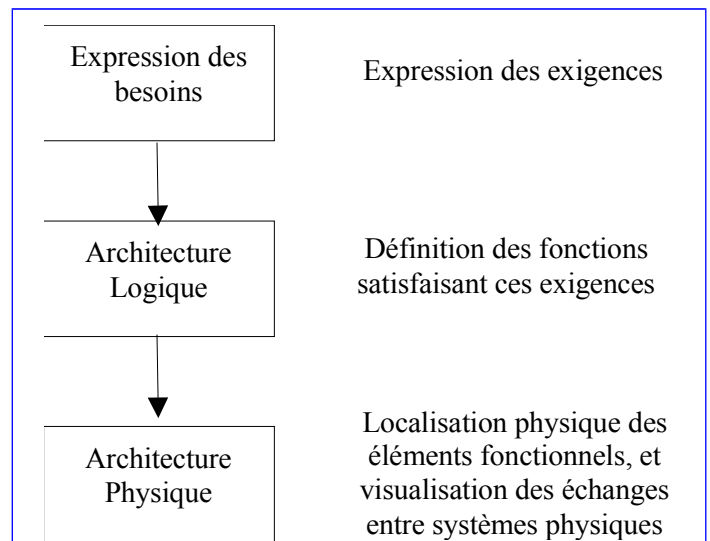 Expression des
besoins
Expression des exigences
Architecture
Logique
Définition des fonctions
satisfaisant ces exigences
Architecture
Physique
Localisation physique des
éléments fonctionnels, et
visualisation des échanges
entre systèmes physiques